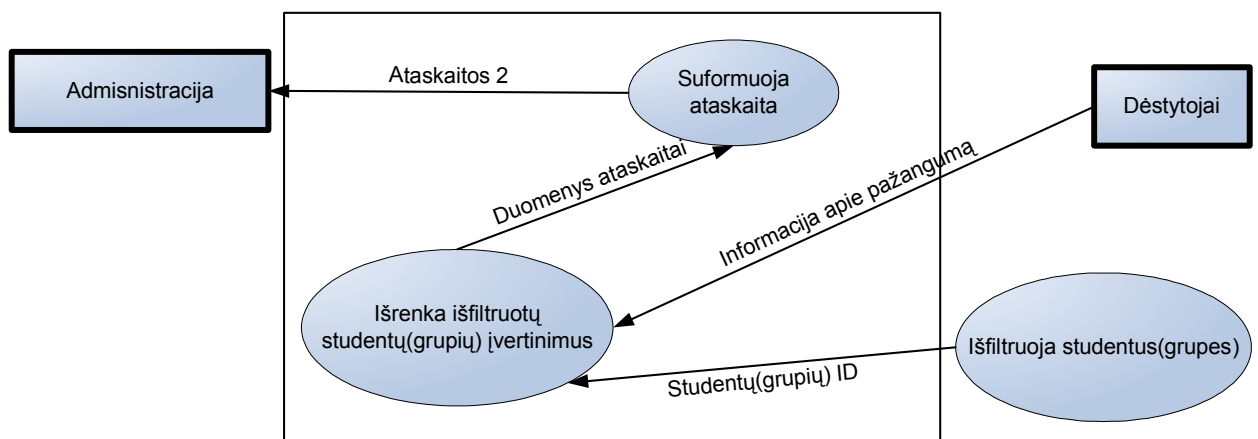 Admisnistracija
Ataskaitos 2
Suformuoja
ataskaita
Dėstytojai
Duomenys ataskaitai
Informacija apie pažangumą
Išrenka išfiltruotų
studentų(grupių) įvertinimus
Išfiltruoja studentus(grupes)
Studentų(grupių) ID